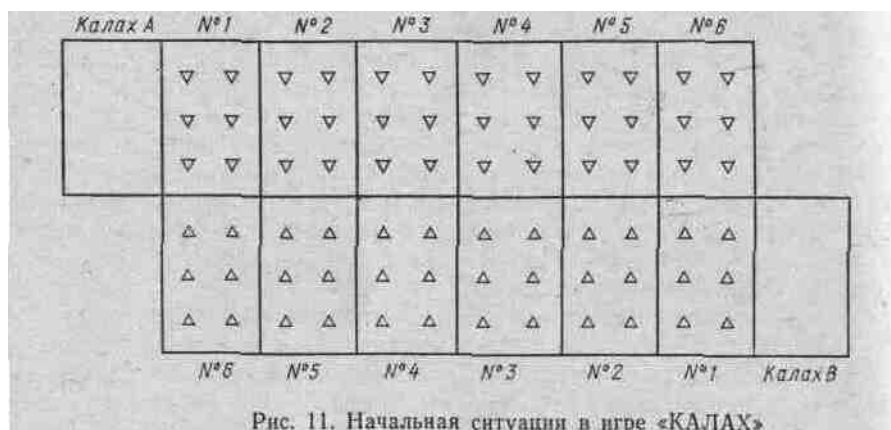 Калах А №1 №2 №3 №4 №5 №6
№6 №5 №4 №3 №2 №1 Калах В
Рис. 11. Начальная ситуация в игре «КАЛАХ»